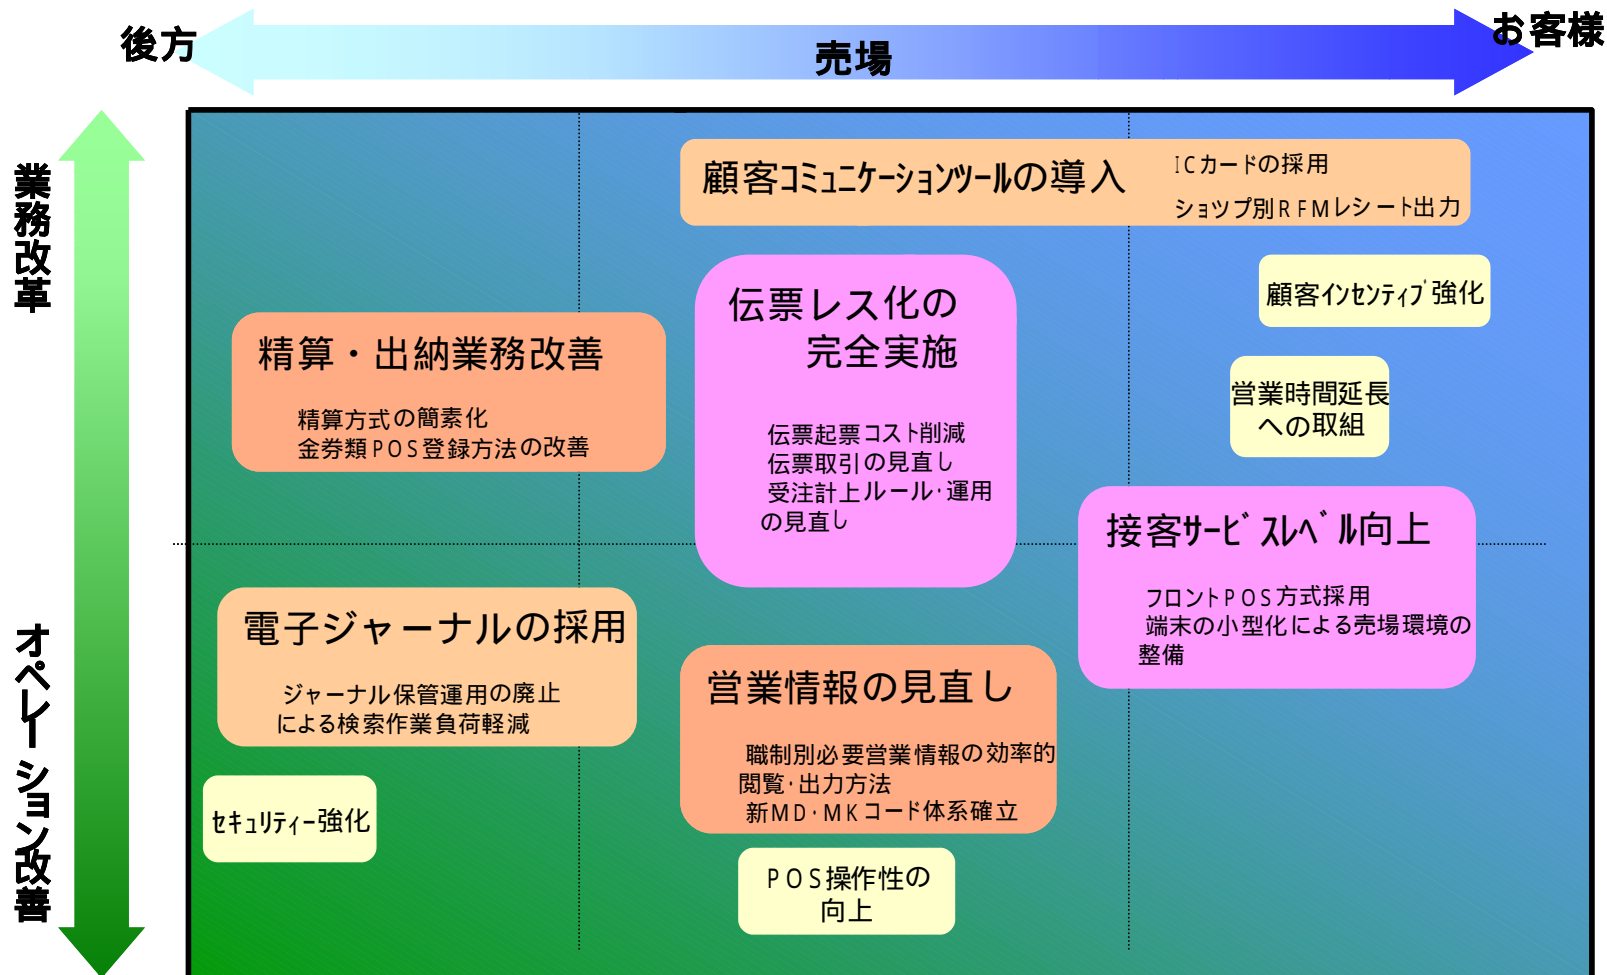 後方
売場
お客様
業務改革
オペレーション改善
顧客コミュニケーションツールの導入
ICカードの採用
ショップ別RFMレシート出力
顧客インセンティブ強化
伝票レス化の
完全実施
伝票起票コスト削減
伝票取引の見直し
受注計上ルール・運用
の見直し
精算・出納業務改善
精算方式の簡素化
金券類POS登録方法の改善
営業時間延長
への取組
接客サービスレベル向上
フロントPOS方式採用
端末の小型化による売場環境の
整備
電子ジャーナルの採用
ジャーナル保管運用の廃止
による検索作業負荷軽減
営業情報の見直し
職制別必要営業情報の効率的
閲覧・出力方法
新MD・MKコード体系確立
セキュリティー強化
POS操作性の
向上